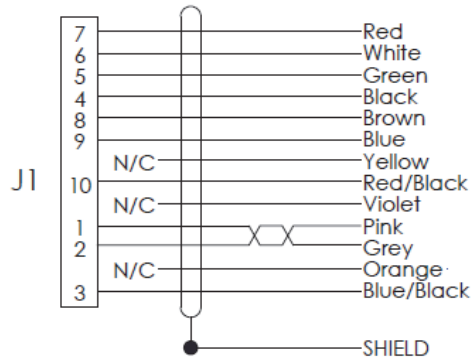 7 Red
6 White
5 Green
4 Black
8 Brown
9 Blue
N/C Yellow
J1
10 Red/Black
N/C Violet
1 Pink
2 Grey
N/C Orange
3 Blue/Black
SHIELD